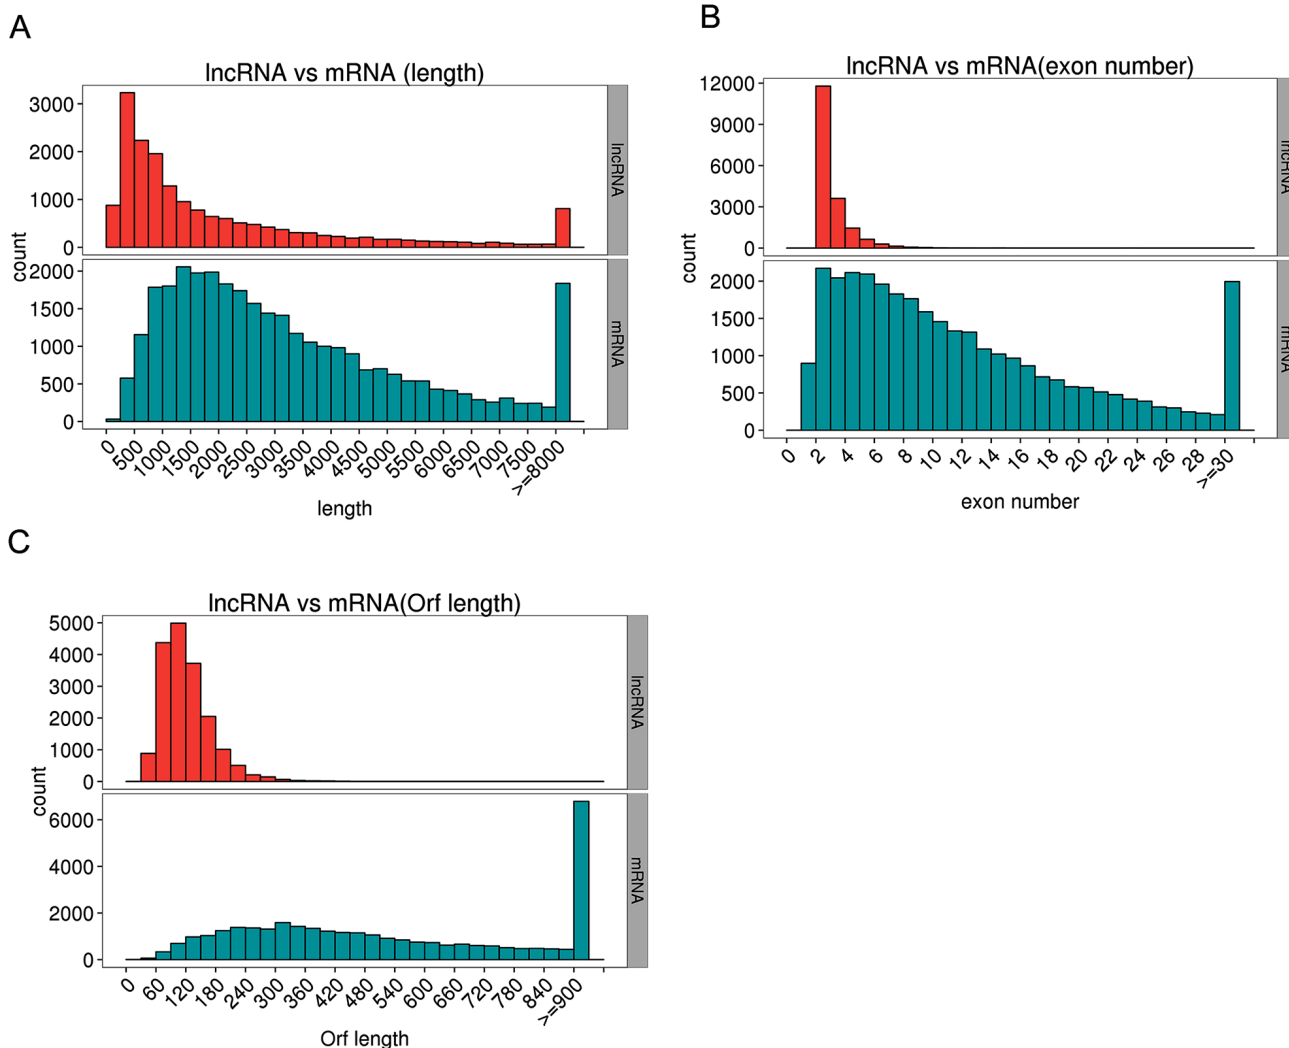 A
lncRNA vs mRNA (length)
3000
2000
1000
0
lncRNA
count
2000
1500
1000
500
0
mRNA
0 500 1000 1500 2000 2500 3000 3500 4000 4500 5000 5500 6000 6500 7000 7500 >=8000
length
B
lncRNA vs mRNA(exon number)
12000
9000
6000
3000
0
lncRNA
count
2000
1500
1000
500
0
mRNA
0 2 4 6 8 10 12 14 16 18 20 22 24 26 28 >=30
exon number
C
lncRNA vs mRNA(Orf length)
5000
4000
3000
2000
1000
0
lncRNA
count
6000
4000
2000
0
mRNA
0 60 120 180 240 300 360 420 480 540 600 660 720 780 840 >=900
Orf length